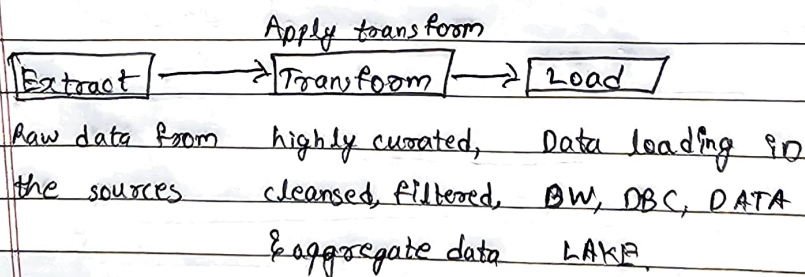 Apply transform
Extract → Transform → Load
Raw data from highly curated, Data loading in
the sources cleansed, filtered, BW, DBC, DATA
& aggregate data LAKE.